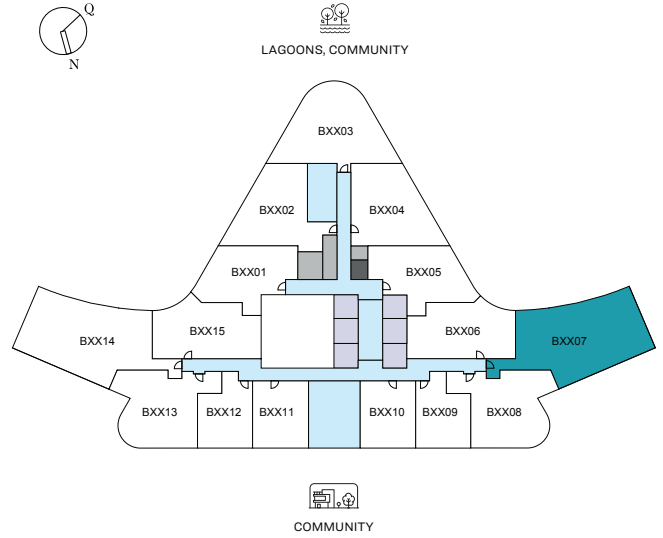 Q
N
LAGOONS, COMMUNITY
BXX03
BXX02
BXX04
BXX01
BXX05
BXX14
BXX15
BXX06
BXX07
BXX13
BXX12
BXX11
BXX10
BXX09
BXX08
COMMUNITY